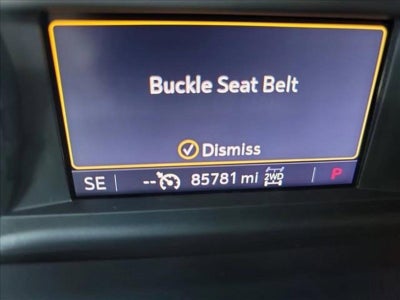 Buckle Seat Belt
Dismiss
SE -- 85781 mi 2WD P